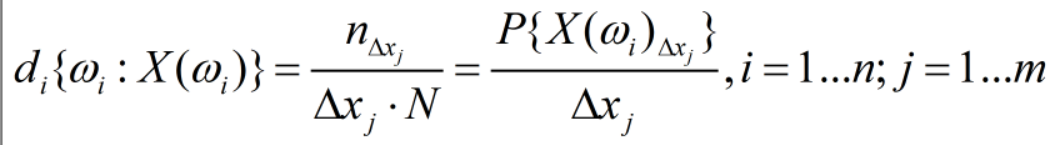 d_i{ω_i : X(ω_i)} = n_{Δx_j} / (Δx_j · N) = P{X(ω_i)_{Δx_j}} / Δx_j , i = 1...n; j = 1...m